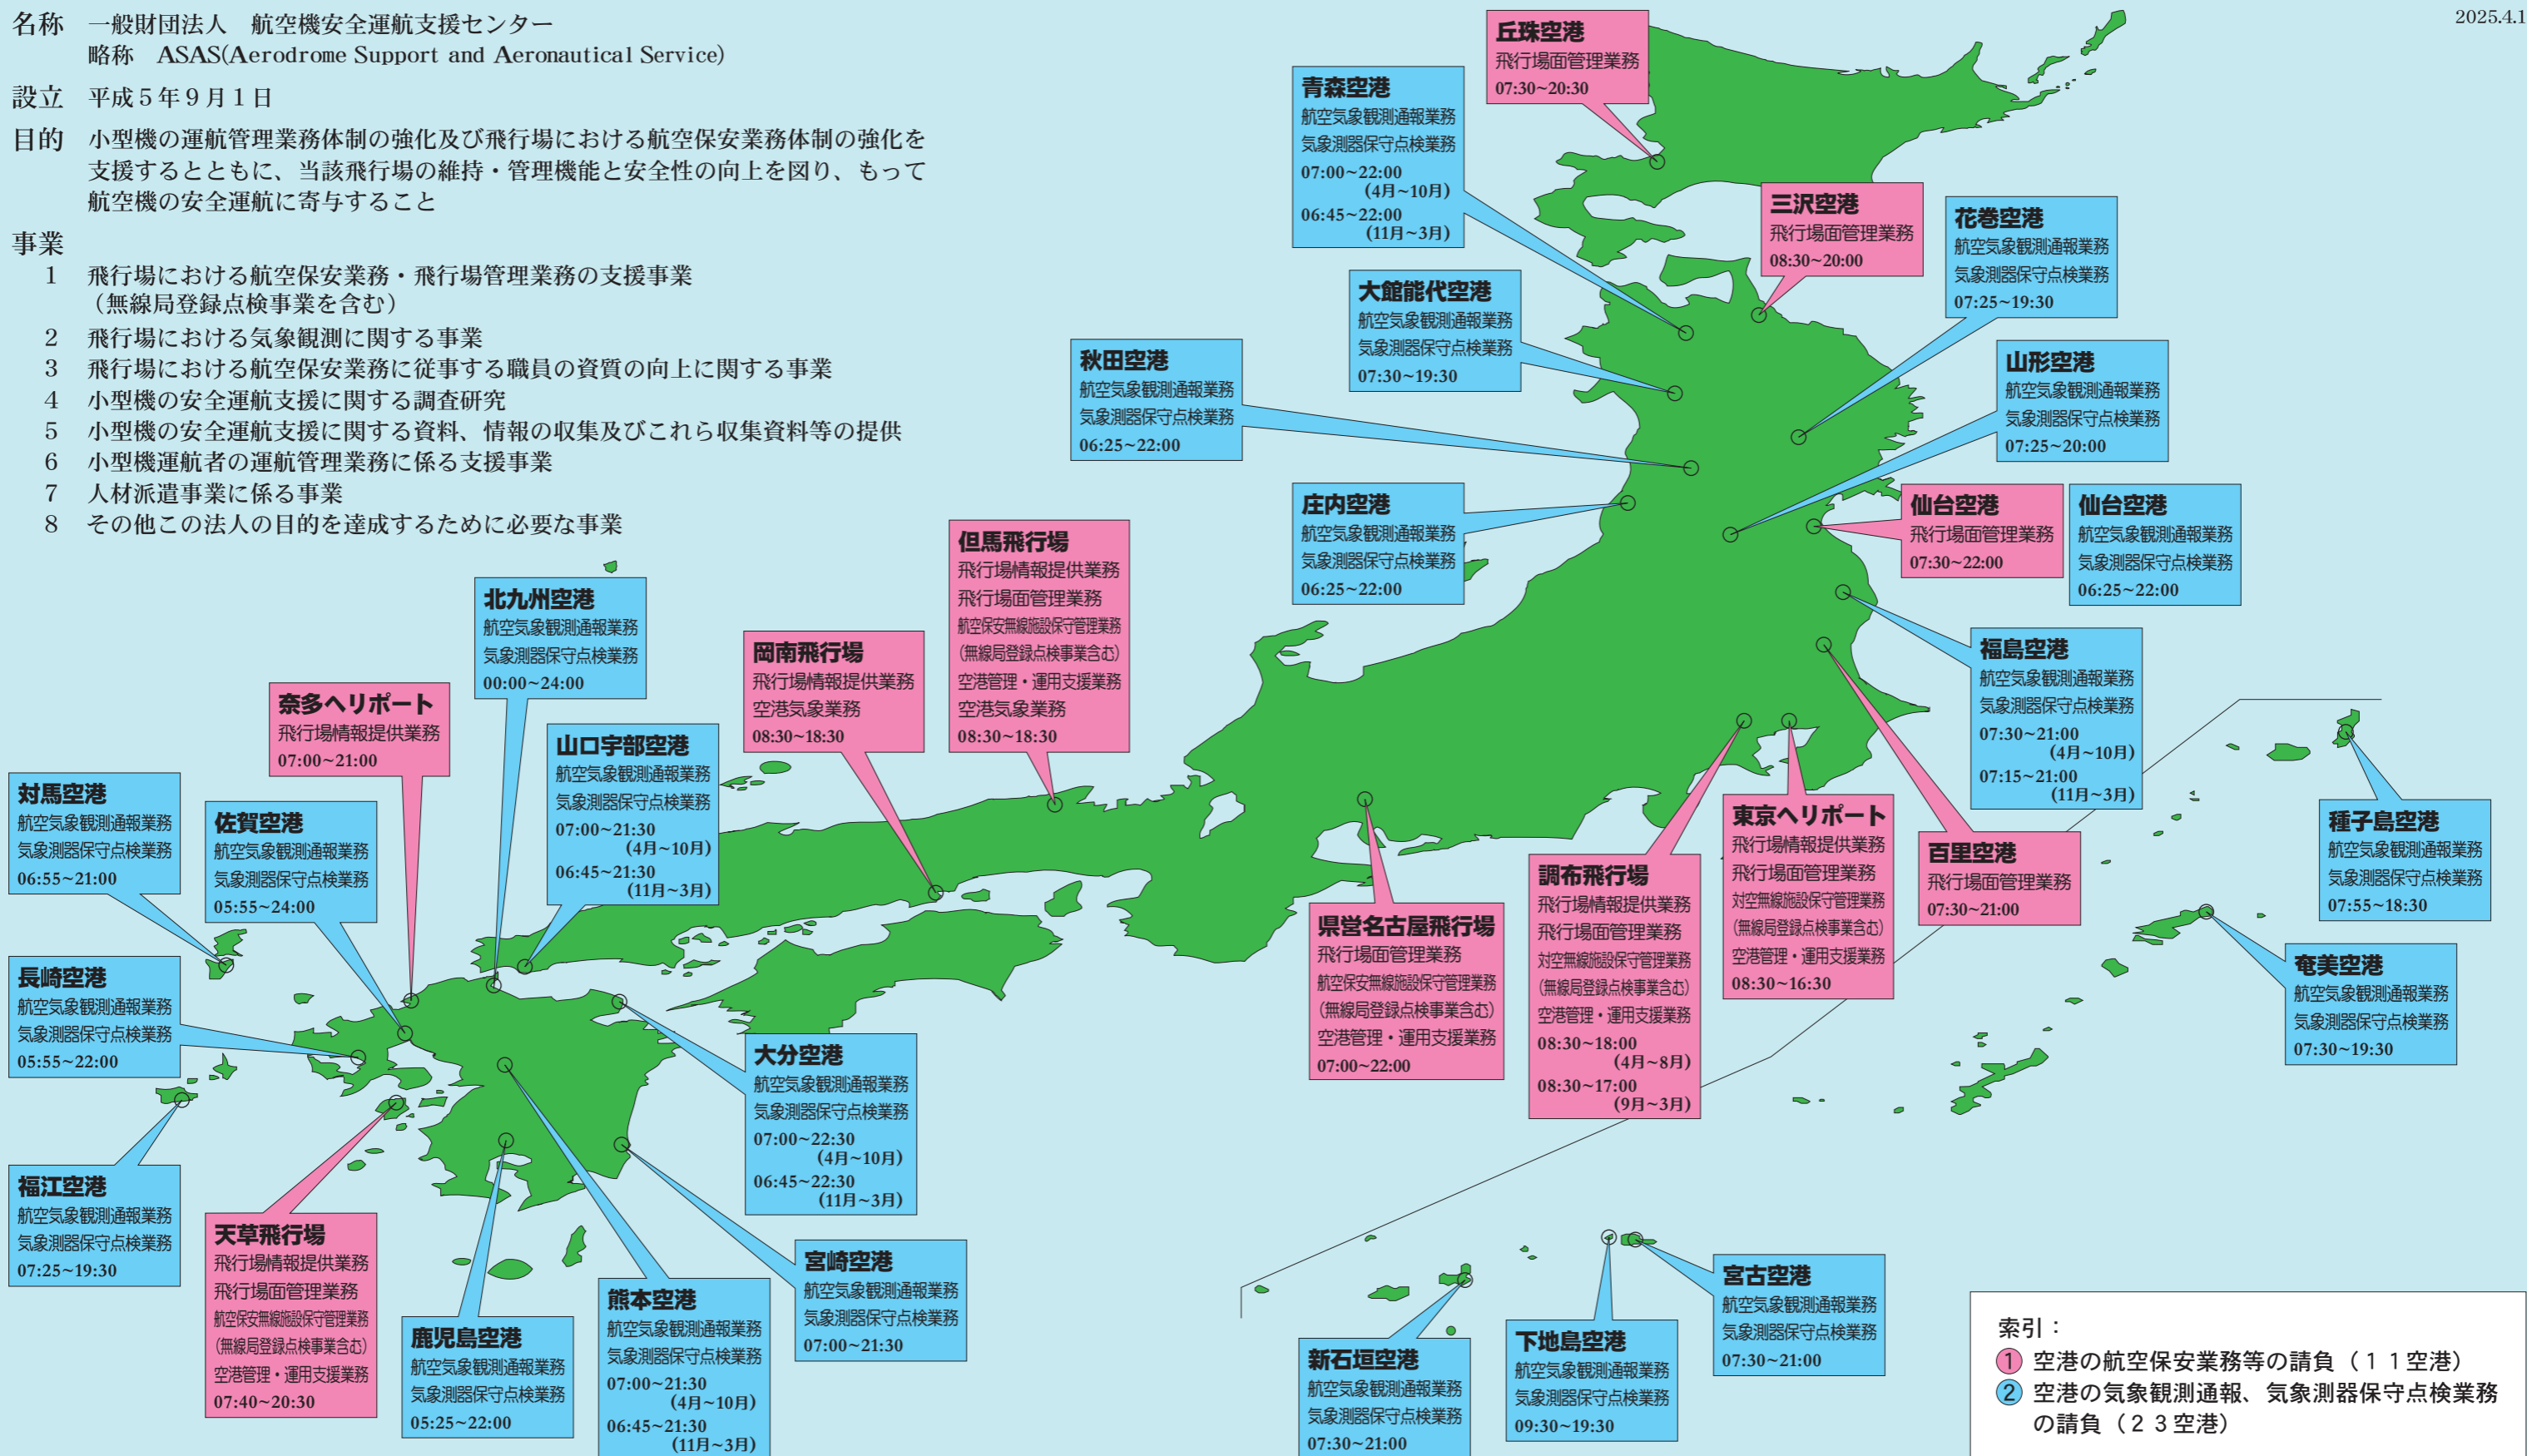 2025.4.1
名称　一般財団法人　航空機安全運航支援センター
略称　ASAS(Aerodrome Support and Aeronautical Service)
設立　平成５年９月１日
目的　小型機の運航管理業務体制の強化及び飛行場における航空保安業務体制の強化を
支援するとともに、当該飛行場の維持・管理機能と安全性の向上を図り、もって
航空機の安全運航に寄与すること
事業
1　飛行場における航空保安業務・飛行場管理業務の支援事業
（無線局登録点検事業を含む）
2　飛行場における気象観測に関する事業
3　飛行場における航空保安業務に従事する職員の資質の向上に関する事業
4　小型機の安全運航支援に関する調査研究
5　小型機の安全運航支援に関する資料、情報の収集及びこれら収集資料等の提供
6　小型機運航者の運航管理業務に係る支援事業
7　人材派遣事業に係る事業
8　その他この法人の目的を達成するために必要な事業
丘珠空港
飛行場面管理業務
07:30~20:30
青森空港
航空気象観測通報業務
気象測器保守点検業務
07:00~22:00
(4月~10月)
06:45~22:00
(11月~3月)
三沢空港
飛行場面管理業務
08:30~20:00
花巻空港
航空気象観測通報業務
気象測器保守点検業務
07:25~19:30
大館能代空港
航空気象観測通報業務
気象測器保守点検業務
07:30~19:30
秋田空港
航空気象観測通報業務
気象測器保守点検業務
06:25~22:00
山形空港
航空気象観測通報業務
気象測器保守点検業務
07:25~20:00
庄内空港
航空気象観測通報業務
気象測器保守点検業務
06:25~22:00
仙台空港
飛行場面管理業務
07:30~22:00
仙台空港
航空気象観測通報業務
気象測器保守点検業務
06:25~22:00
福島空港
航空気象観測通報業務
気象測器保守点検業務
07:30~21:00
(4月~10月)
07:15~21:00
(11月~3月)
但馬飛行場
飛行場情報提供業務
飛行場面管理業務
航空保安無線施設保守管理業務
(無線局登録点検事業含む)
空港管理・運用支援業務
空港気象業務
08:30~18:30
岡南飛行場
飛行場情報提供業務
空港気象業務
08:30~18:30
北九州空港
航空気象観測通報業務
気象測器保守点検業務
00:00~24:00
奈多ヘリポート
飛行場情報提供業務
07:00~21:00
山口宇部空港
航空気象観測通報業務
気象測器保守点検業務
07:00~21:30
(4月~10月)
06:45~21:30
(11月~3月)
対馬空港
航空気象観測通報業務
気象測器保守点検業務
06:55~21:00
佐賀空港
航空気象観測通報業務
気象測器保守点検業務
05:55~24:00
長崎空港
航空気象観測通報業務
気象測器保守点検業務
05:55~22:00
福江空港
航空気象観測通報業務
気象測器保守点検業務
07:25~19:30
天草飛行場
飛行場情報提供業務
飛行場面管理業務
航空保安無線施設保守管理業務
(無線局登録点検事業含む)
空港管理・運用支援業務
07:40~20:30
鹿児島空港
航空気象観測通報業務
気象測器保守点検業務
05:25~22:00
熊本空港
航空気象観測通報業務
気象測器保守点検業務
07:00~21:30
(4月~10月)
06:45~21:30
(11月~3月)
宮崎空港
航空気象観測通報業務
気象測器保守点検業務
07:00~21:30
大分空港
航空気象観測通報業務
気象測器保守点検業務
07:00~22:30
(4月~10月)
06:45~22:30
(11月~3月)
県営名古屋飛行場
飛行場面管理業務
航空保安無線施設保守管理業務
(無線局登録点検事業含む)
空港管理・運用支援業務
07:00~22:00
調布飛行場
飛行場情報提供業務
飛行場面管理業務
対空無線施設保守管理業務
(無線局登録点検事業含む)
空港管理・運用支援業務
08:30~18:00
(4月~8月)
08:30~17:00
(9月~3月)
東京ヘリポート
飛行場情報提供業務
飛行場面管理業務
対空無線施設保守管理業務
(無線局登録点検事業含む)
空港管理・運用支援業務
08:30~16:30
百里空港
飛行場面管理業務
07:30~21:00
種子島空港
航空気象観測通報業務
気象測器保守点検業務
07:55~18:30
奄美空港
航空気象観測通報業務
気象測器保守点検業務
07:30~19:30
宮古空港
航空気象観測通報業務
気象測器保守点検業務
07:30~21:00
下地島空港
航空気象観測通報業務
気象測器保守点検業務
09:30~19:30
新石垣空港
航空気象観測通報業務
気象測器保守点検業務
07:30~21:00
索引：
① 空港の航空保安業務等の請負（１１空港）
② 空港の気象観測通報、気象測器保守点検業務
の請負（２３空港）